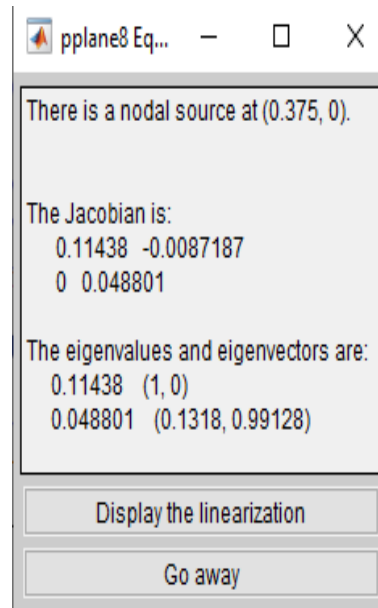 pplane8 Eq...
There is a nodal source at (0.375, 0).
The Jacobian is:
0.11438 -0.0087187
0 0.048801
The eigenvalues and eigenvectors are:
0.11438 (1, 0)
0.048801 (0.1318, 0.99128)
Display the linearization
Go away